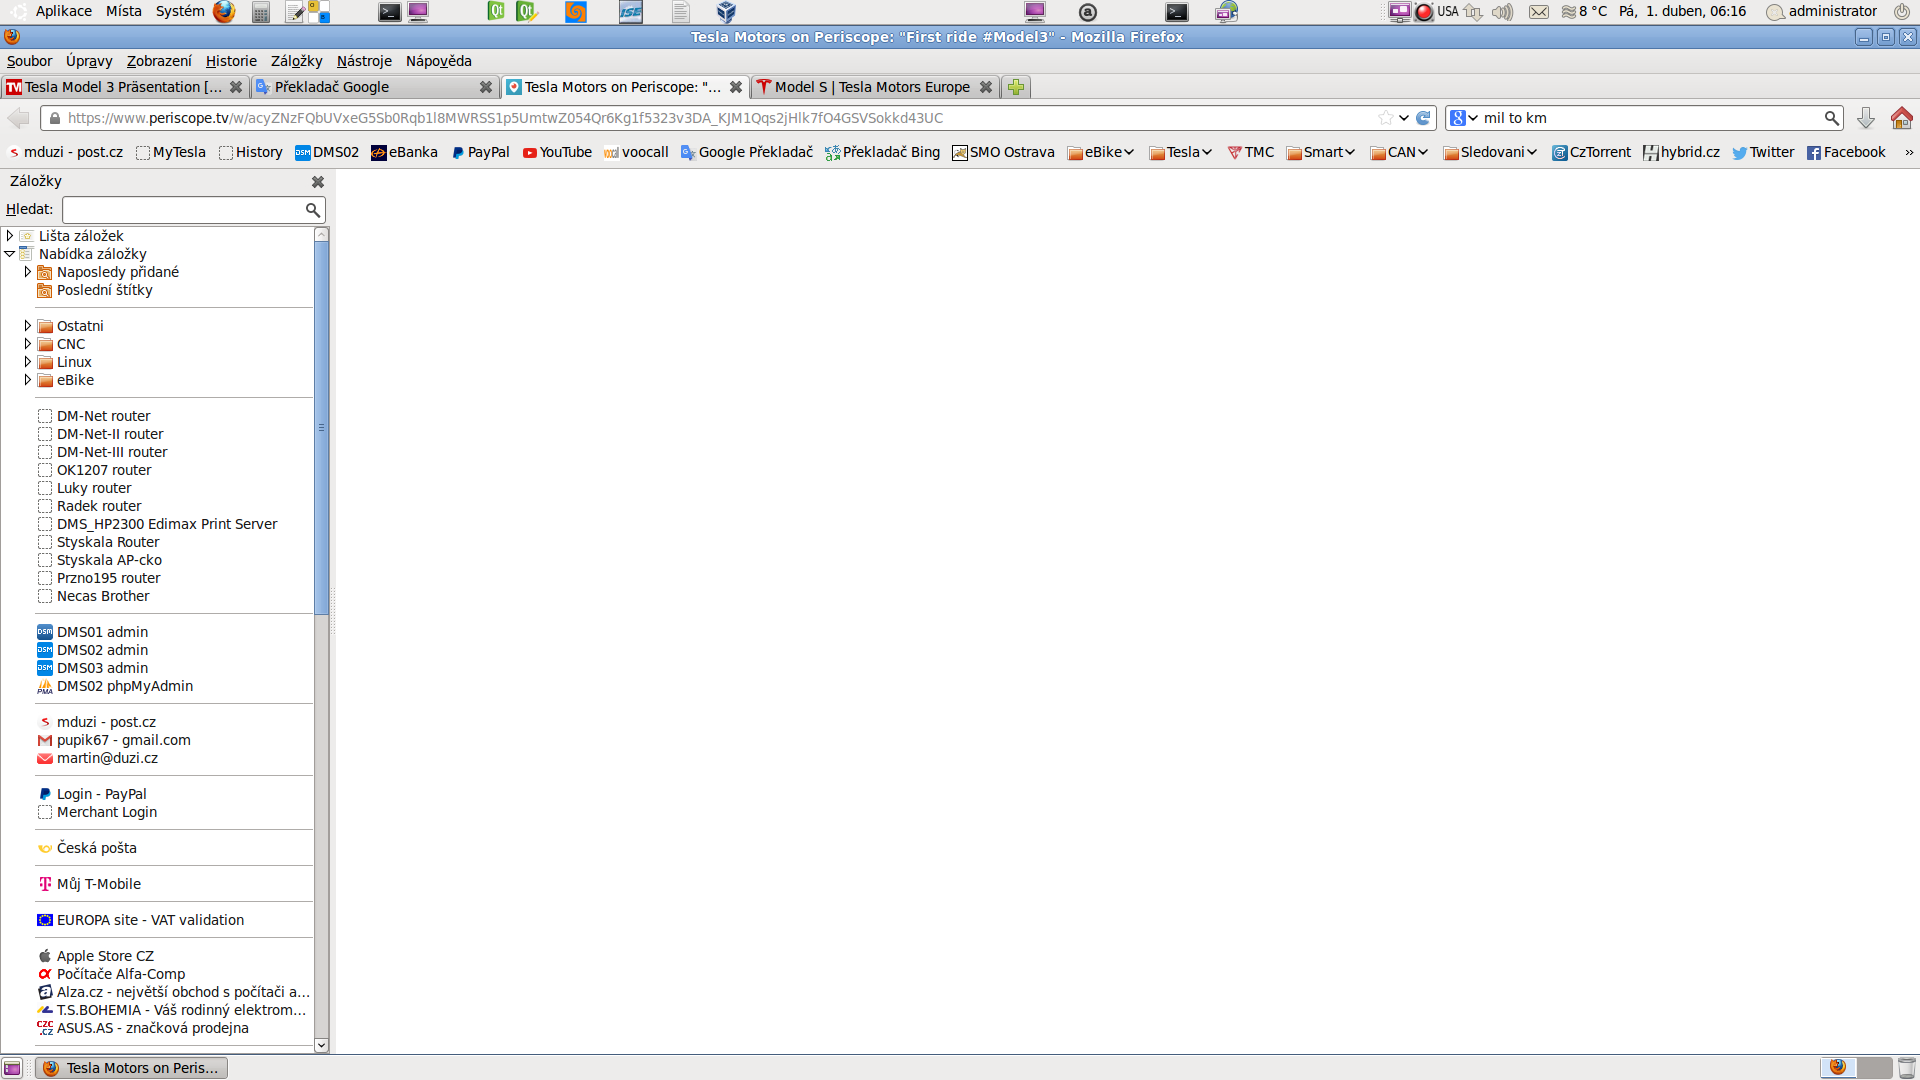 Aplikace Místa Systém USA 8 °C Pá, 1. duben, 06:16 administrator
Tesla Motors on Periscope: "First ride #Model3" - Mozilla Firefox
Soubor Úpravy Zobrazení Historie Záložky Nástroje Nápověda
Tesla Model 3 Präsentation [... Překladač Google Tesla Motors on Periscope: "... Model S | Tesla Motors Europe
https://www.periscope.tv/w/acyZNzFQbUVxeG5Sb0Rqb1l8MWRSS1p5UmtwZ054Qr6Kg1f5323v3DA_KJM1Qqs2jHlk7fO4GSVSokkd43UC mil to km
mduzi - post.cz MyTesla History DMS02 eBanka PayPal YouTube voocall Google Překladač Překladač Bing SMO Ostrava eBike Tesla TMC Smart CAN Sledovani CzTorrent hybrid.cz Twitter Facebook »
Záložky
Hledat:
Lišta záložek
Nabídka záložky
Naposledy přidané
Poslední štítky
Ostatni
CNC
Linux
eBike
DM-Net router
DM-Net-II router
DM-Net-III router
OK1207 router
Luky router
Radek router
DMS_HP2300 Edimax Print Server
Styskala Router
Styskala AP-cko
Przno195 router
Necas Brother
DMS01 admin
DMS02 admin
DMS03 admin
DMS02 phpMyAdmin
mduzi - post.cz
pupik67 - gmail.com
martin@duzi.cz
Login - PayPal
Merchant Login
Česká pošta
Můj T-Mobile
EUROPA site - VAT validation
Apple Store CZ
Počítače Alfa-Comp
Alza.cz - největší obchod s počítači a...
T.S.BOHEMIA - Váš rodinný elektrom...
ASUS.AS - značková prodejna
Tesla Motors on Peris...